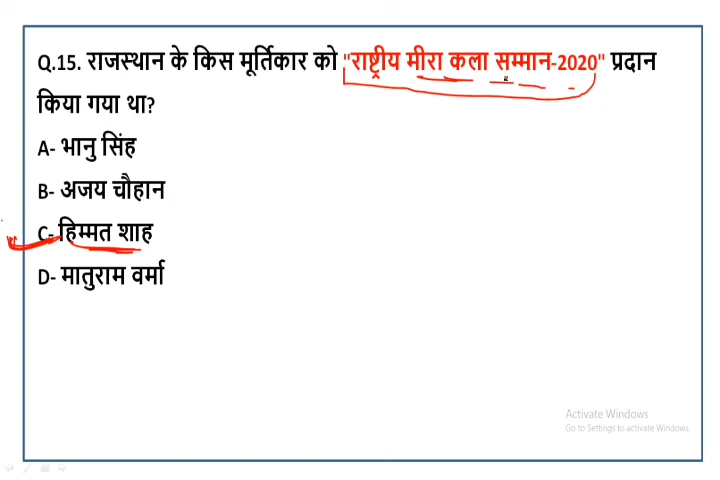 Q.15. राजस्थान के किस मूर्तिकार को "राष्ट्रीय मीरा कला सम्मान-2020" प्रदान
किया गया था?
A- भानु सिंह
B- अजय चौहान
C- हिम्मत शाह
D- मातुराम वर्मा
Activate Windows
Go to Settings to activate Windows.